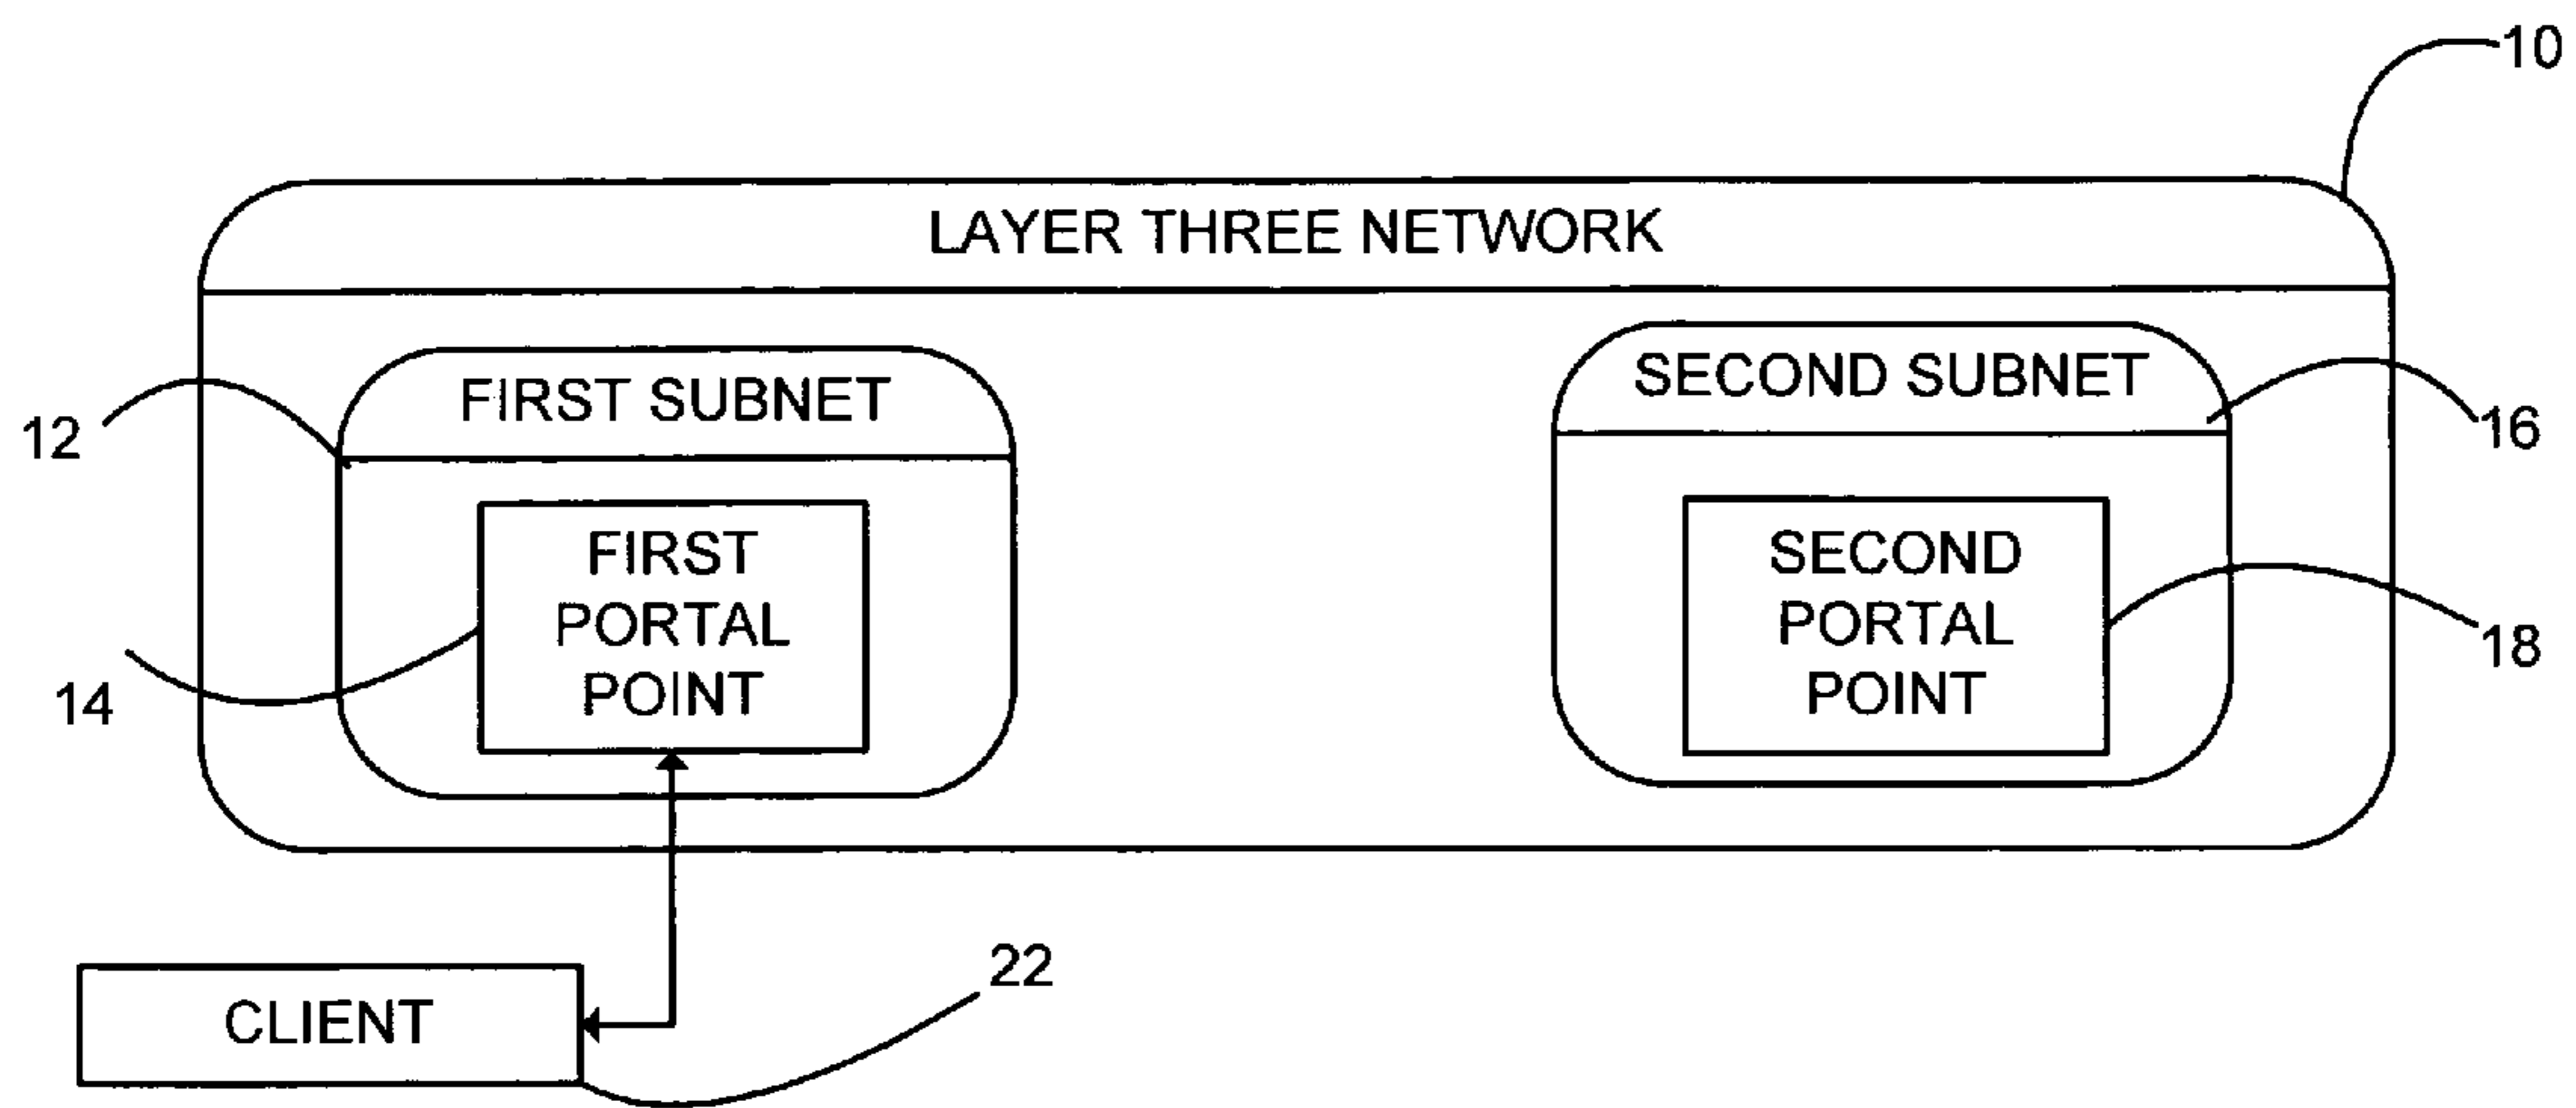 10
LAYER THREE NETWORK
FIRST SUBNET
SECOND SUBNET
12
16
FIRST
PORTAL
POINT
SECOND
PORTAL
POINT
14
18
22
CLIENT